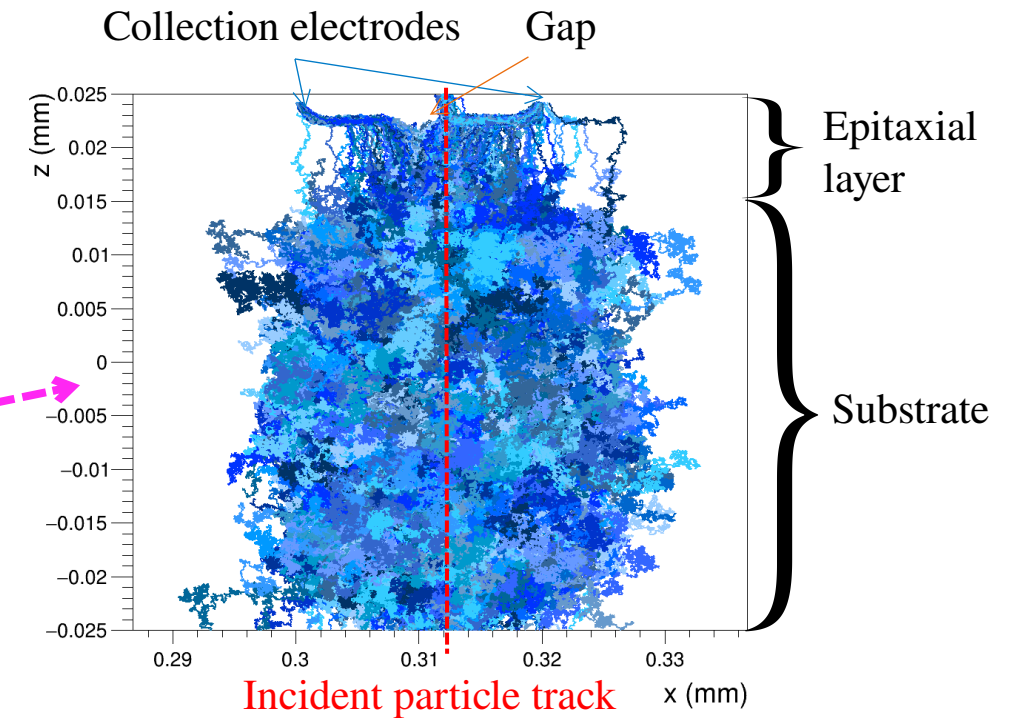 Collection electrodes Gap
z (mm)
0.025
0.02
0.015
0.01
0.005
0
−0.005
−0.01
−0.015
−0.02
−0.025
Epitaxial
layer
Substrate
0.29 0.3 0.31 0.32 0.33
Incident particle track x (mm)